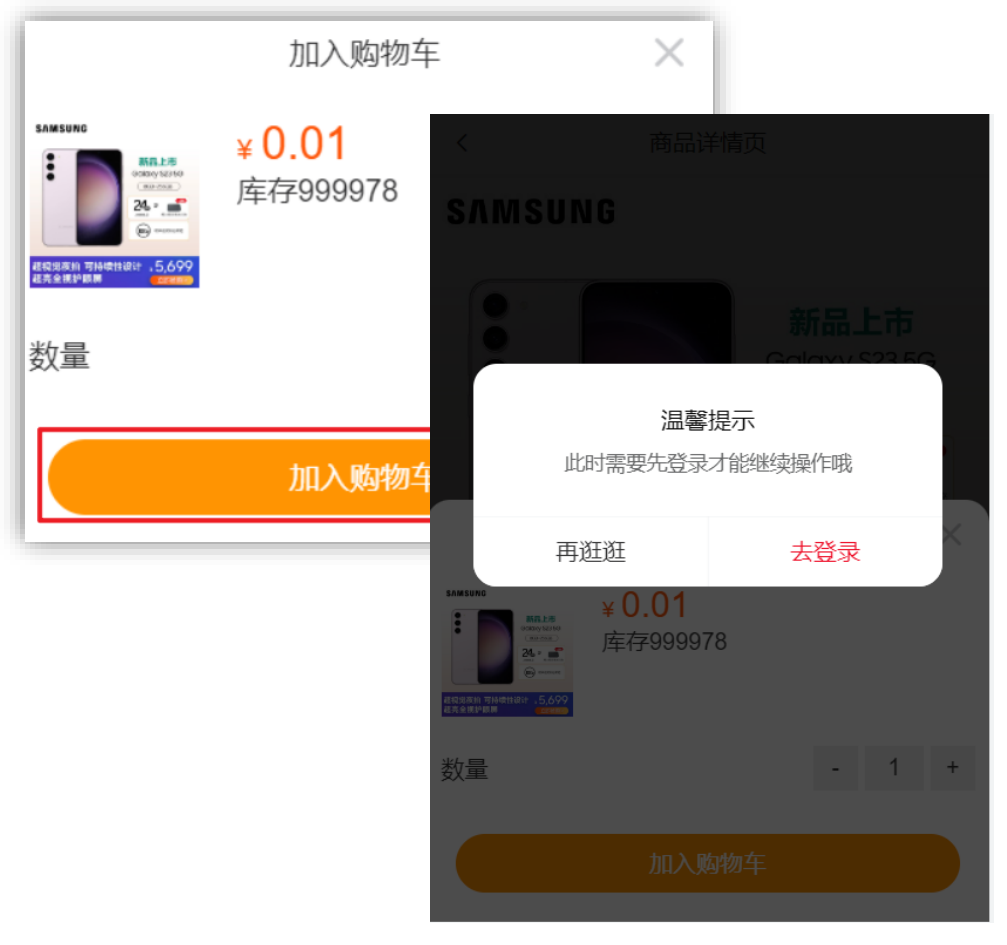 加入购物车
SAMSUNG
¥ 0.01
库存999978
新品上市
Galaxy S23 5G
超视觉夜拍 可持续性设计
超亮全视护眼屏
5,699
数量
加入购物车
商品详情页
SAMSUNG
新品上市
Galaxy S23 5G
温馨提示
此时需要先登录才能继续操作哦
再逛逛
去登录
SAMSUNG
¥ 0.01
库存999978
新品上市
Galaxy S23 5G
超视觉夜拍 可持续性设计
超亮全视护眼屏
5,699
数量
- 1 +
加入购物车